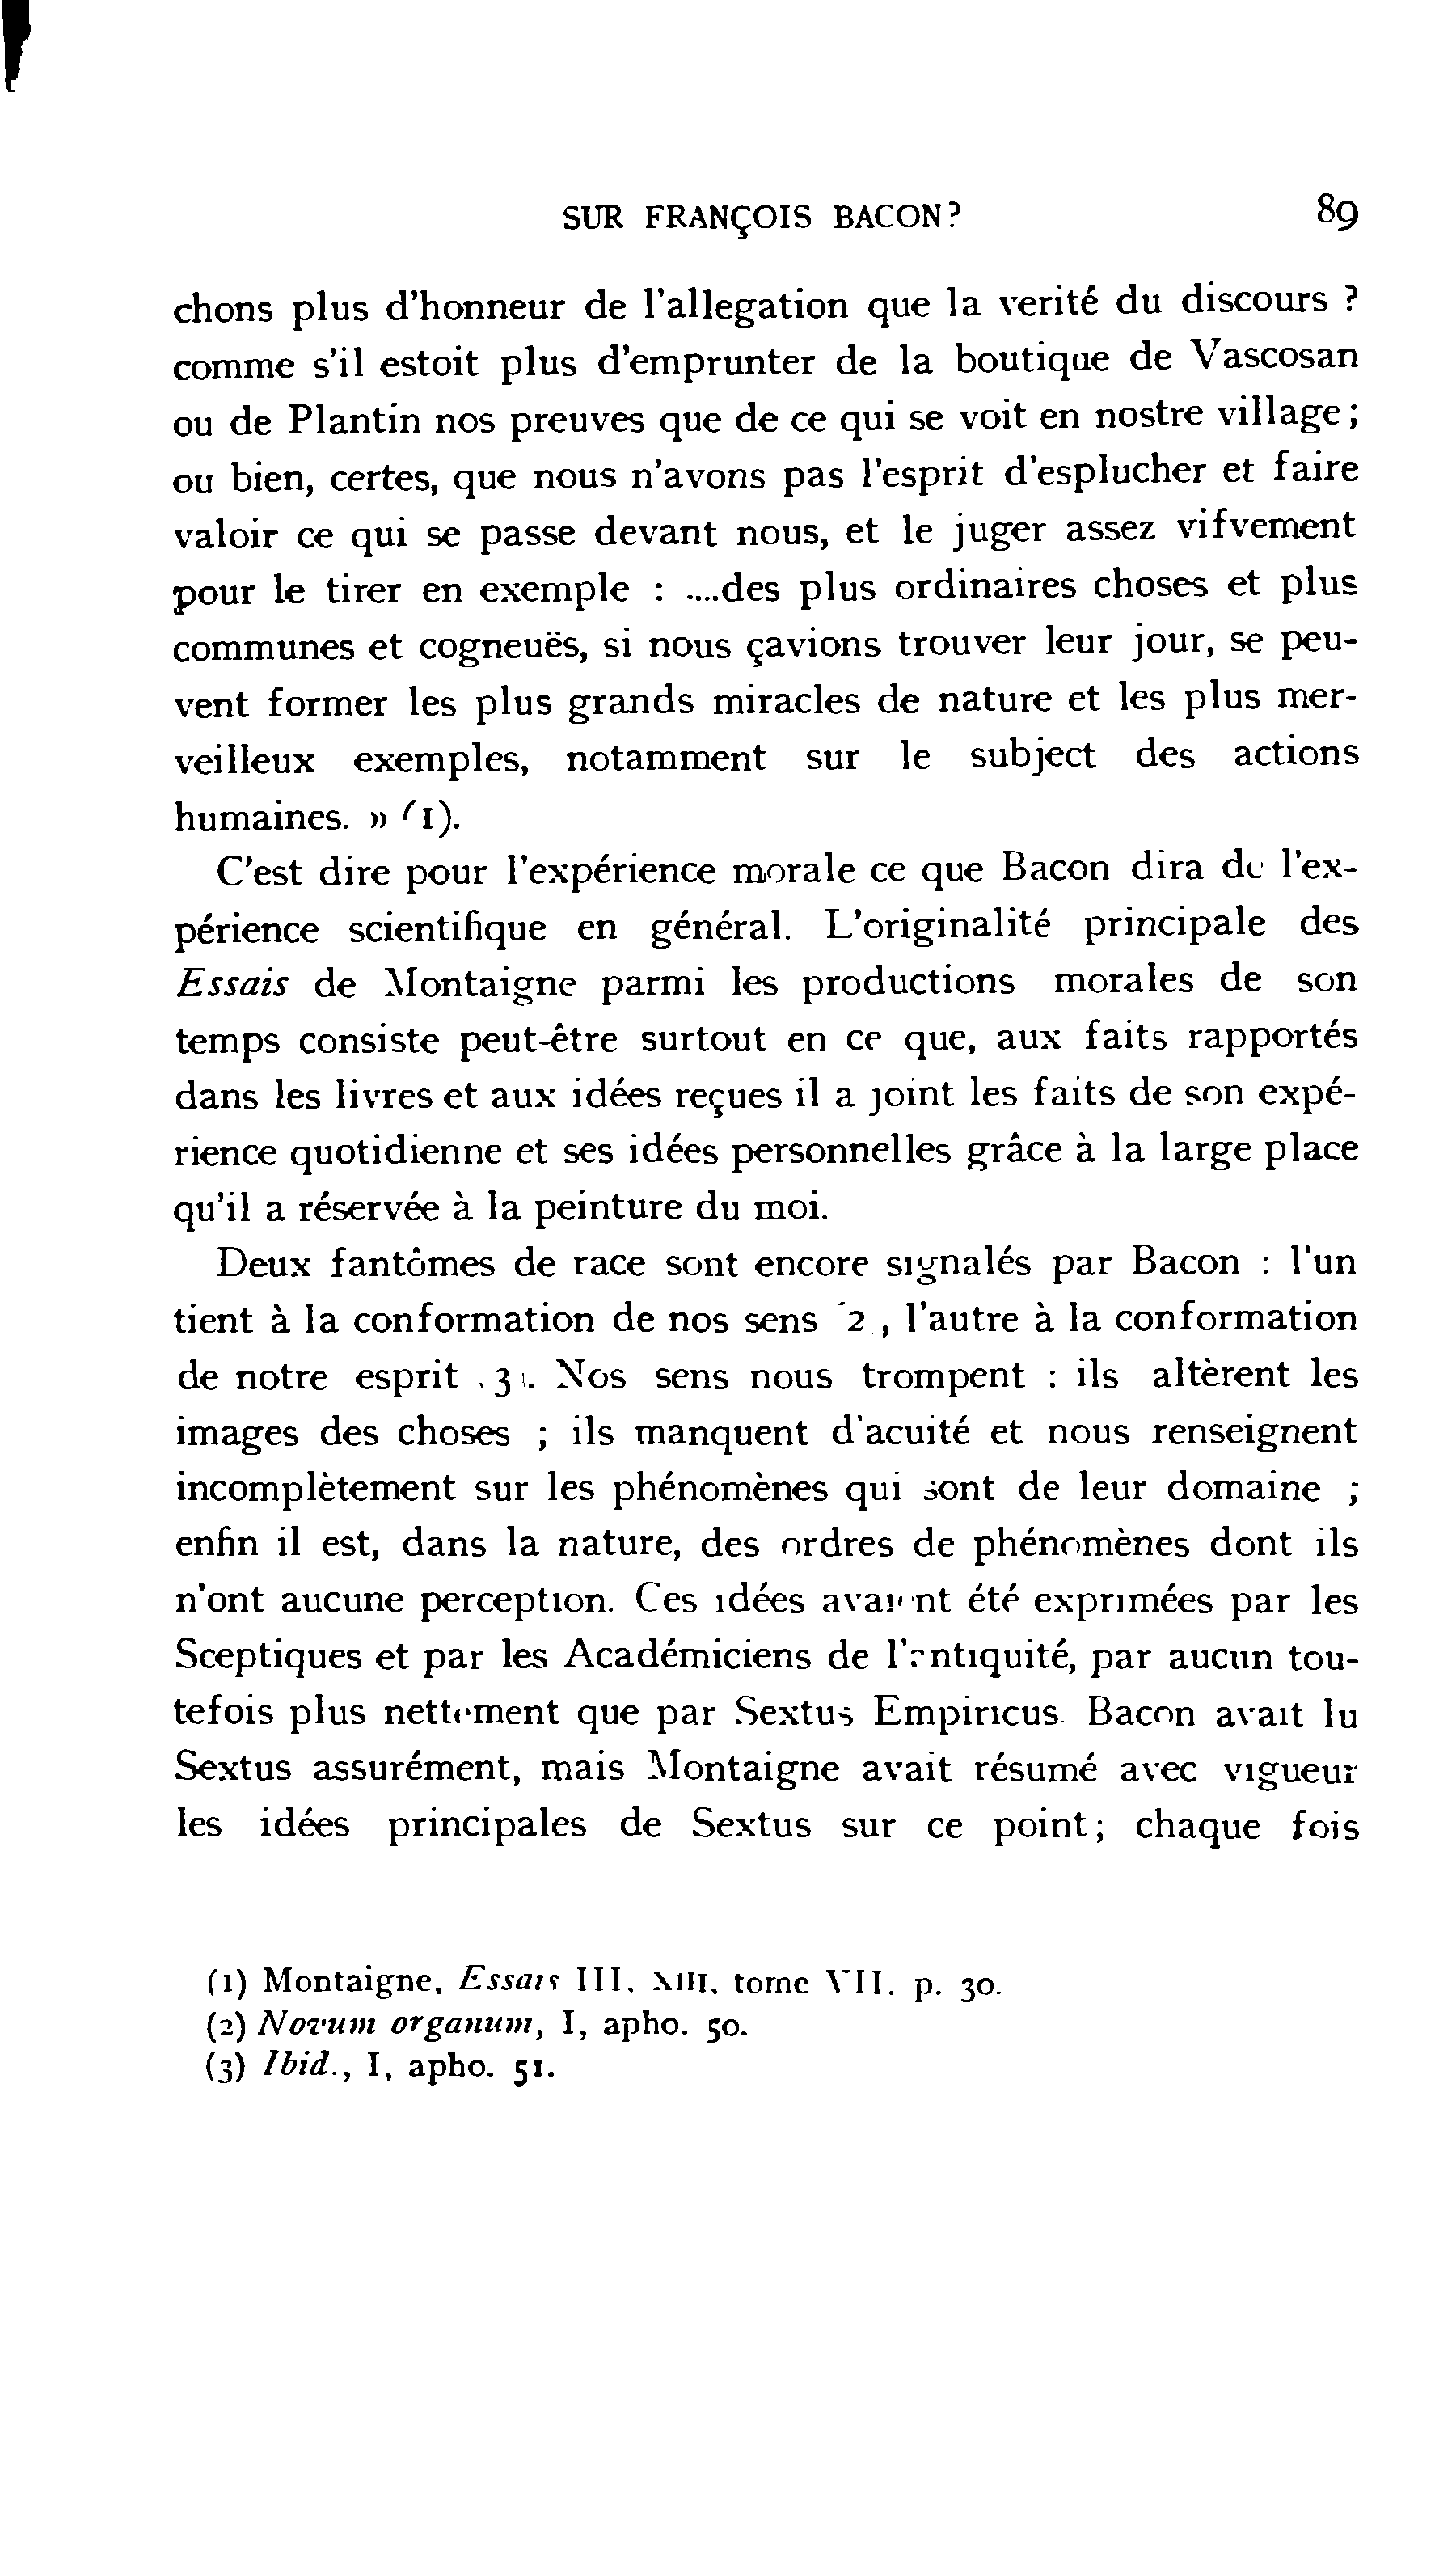 SUR FRANÇOIS BACON? 89
chons plus d'honneur de l'allegation que la verité du discours ?
comme s'il estoit plus d'emprunter de la boutique de Vascosan
ou de Plantin nos preuves que de ce qui se voit en nostre village;
ou bien, certes, que nous n'avons pas l'esprit d'esplucher et faire
valoir ce qui se passe devant nous, et le juger assez vifvement
pour le tirer en exemple : ....des plus ordinaires choses et plus
communes et cogneuës, si nous çavions trouver leur jour, se peu-
vent former les plus grands miracles de nature et les plus mer-
veilleux exemples, notamment sur le subject des actions
humaines. » (1).
C'est dire pour l'expérience morale ce que Bacon dira de l'ex-
périence scientifique en général. L'originalité principale des
Essais de Montaigne parmi les productions morales de son
temps consiste peut-être surtout en ce que, aux faits rapportés
dans les livres et aux idées reçues il a joint les faits de son expé-
rience quotidienne et ses idées personnelles grâce à la large place
qu'il a réservée à la peinture du moi.
Deux fantômes de race sont encore signalés par Bacon : l'un
tient à la conformation de nos sens (2), l'autre à la conformation
de notre esprit (3). Nos sens nous trompent : ils altèrent les
images des choses ; ils manquent d'acuité et nous renseignent
incomplètement sur les phénomènes qui sont de leur domaine ;
enfin il est, dans la nature, des ordres de phénomènes dont ils
n'ont aucune perception. Ces idées avaient été exprimées par les
Sceptiques et par les Académiciens de l'antiquité, par aucun tou-
tefois plus nettement que par Sextus Empiricus. Bacon avait lu
Sextus assurément, mais Montaigne avait résumé avec vigueur
les idées principales de Sextus sur ce point; chaque fois
(1) Montaigne, Essais III, XIII, tome VII. p. 30.
(2) Novum organum, I, apho. 50.
(3) Ibid., I, apho. 51.